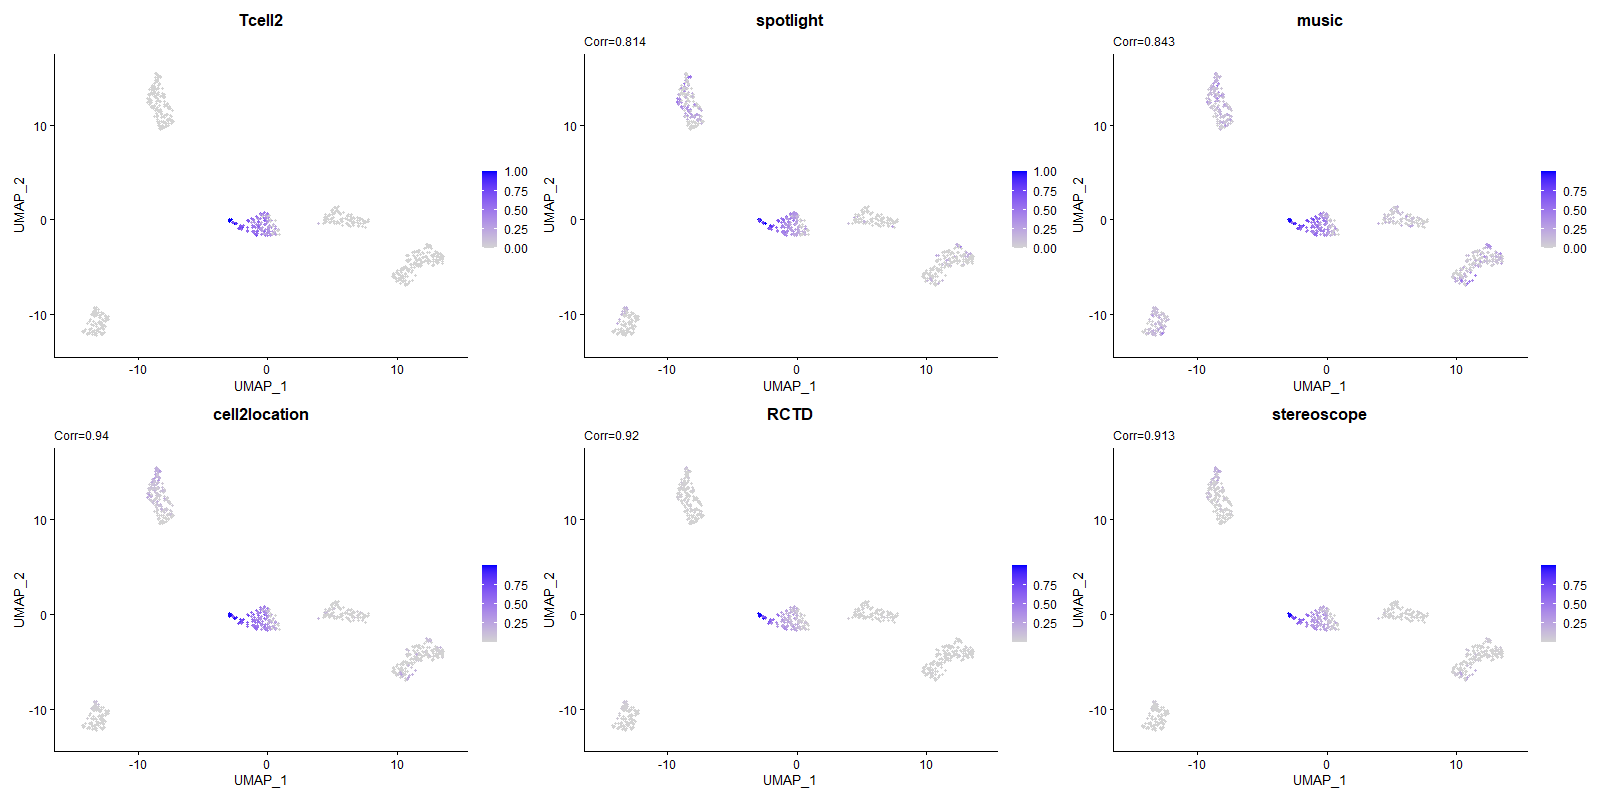 Tcell2
UMAP_2
10
0
-10
-10
0
10
UMAP_1
1.00
0.75
0.50
0.25
0.00
spotlight
Corr=0.814
UMAP_2
10
0
-10
-10
0
10
UMAP_1
1.00
0.75
0.50
0.25
0.00
music
Corr=0.843
UMAP_2
10
0
-10
-10
0
10
UMAP_1
0.75
0.50
0.25
0.00
cell2location
Corr=0.94
UMAP_2
10
0
-10
-10
0
10
UMAP_1
0.75
0.50
0.25
RCTD
Corr=0.92
UMAP_2
10
0
-10
-10
0
10
UMAP_1
0.75
0.50
0.25
stereoscope
Corr=0.913
UMAP_2
10
0
-10
-10
0
10
UMAP_1
0.75
0.50
0.25